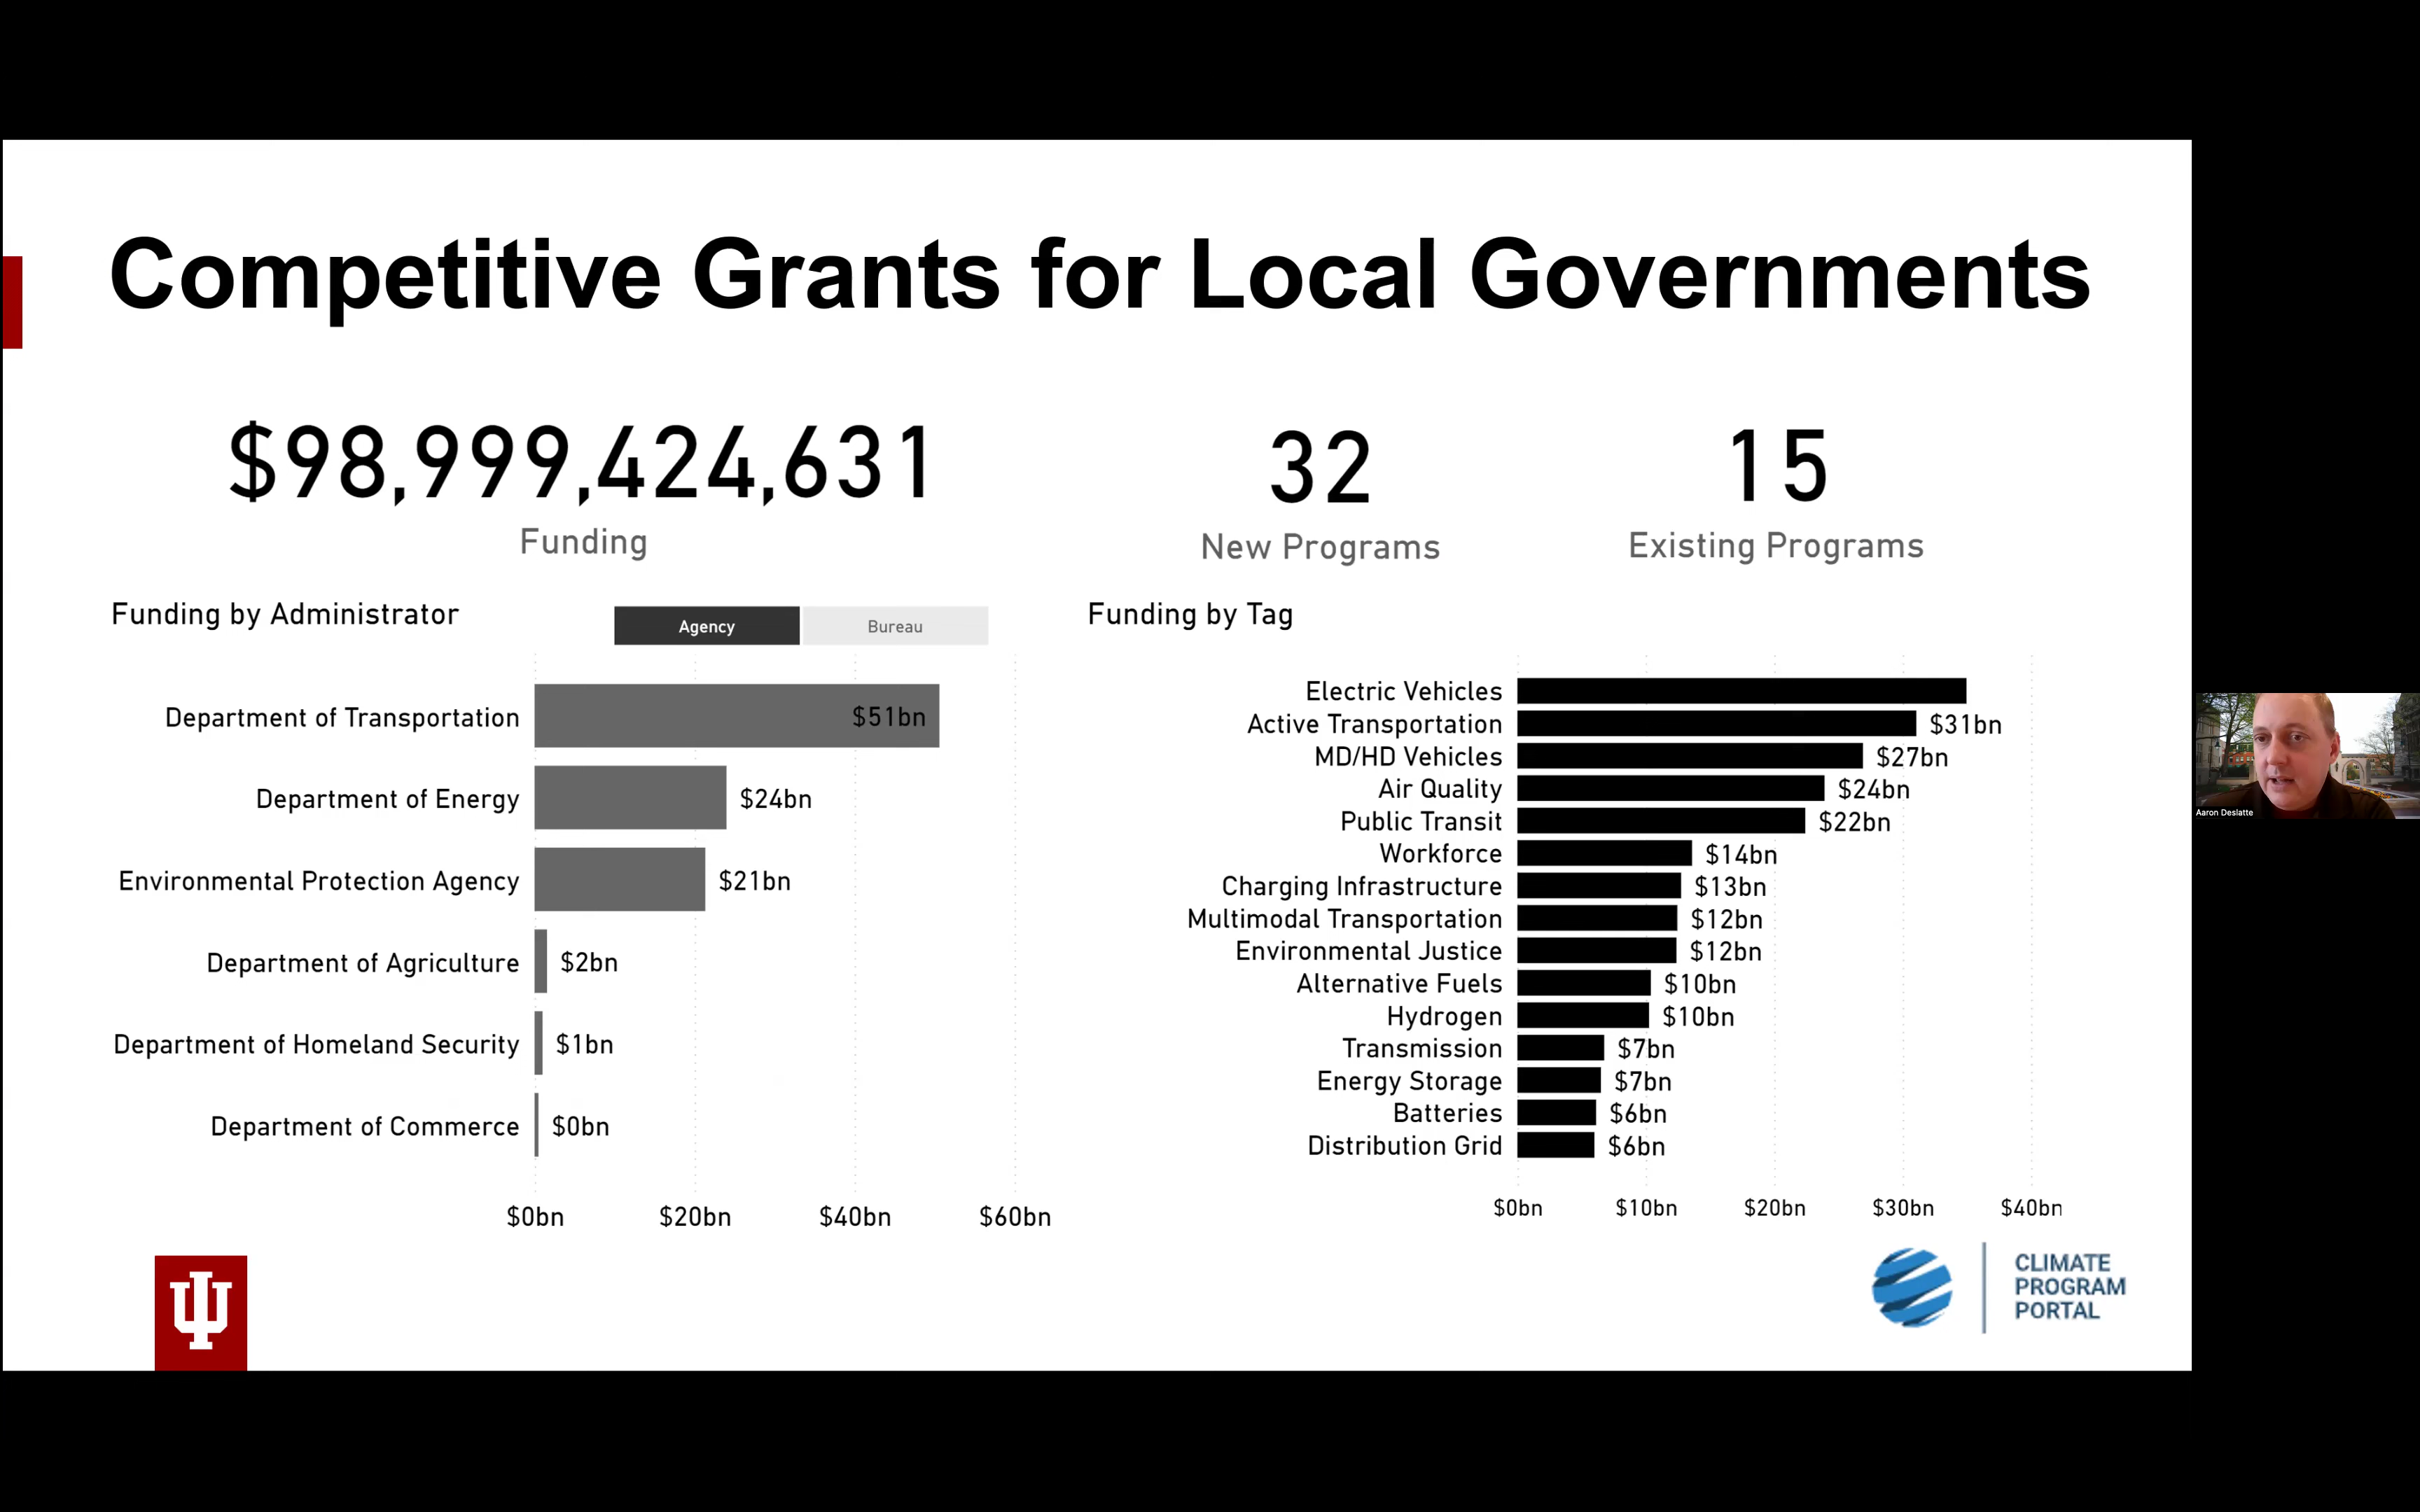 Competitive Grants for Local Governments
$98,999,424,631
Funding
32
New Programs
15
Existing Programs
Funding by Administrator
Agency
Bureau
Department of Transportation
$51bn
Department of Energy
$24bn
Environmental Protection Agency
$21bn
Department of Agriculture
$2bn
Department of Homeland Security
$1bn
Department of Commerce
$0bn
$0bn $20bn $40bn $60bn
Funding by Tag
Electric Vehicles
Active Transportation $31bn
MD/HD Vehicles $27bn
Air Quality $24bn
Public Transit $22bn
Workforce $14bn
Charging Infrastructure $13bn
Multimodal Transportation $12bn
Environmental Justice $12bn
Alternative Fuels $10bn
Hydrogen $10bn
Transmission $7bn
Energy Storage $7bn
Batteries $6bn
Distribution Grid $6bn
$0bn $10bn $20bn $30bn $40bn
CLIMATE
PROGRAM
PORTAL
Aaron Deslatte